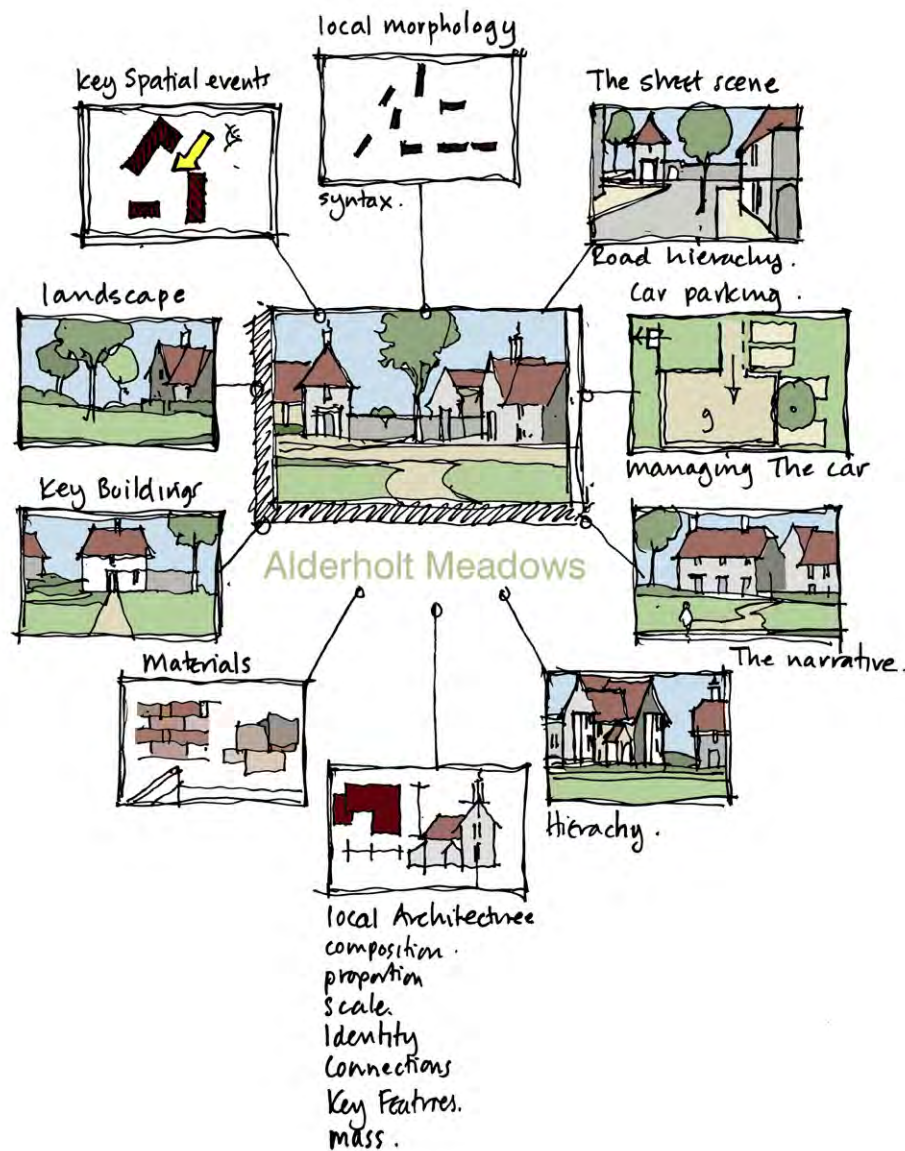 local morphology
key Spatial events
The street scene
syntax.
Road hierachy.
landscape
Car parking.
g
managing The car
Key Buildings
Alderholt Meadows
The narrative.
Materials
Hierachy.
local Architectuee
composition.
proportion
scale.
Identity
Connections
Key Features.
mass.